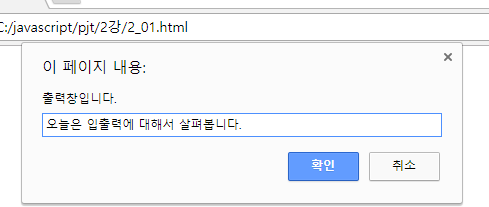 C:/javascript/pjt/2강/2_01.html
이 페이지 내용:
출력창입니다.
오늘은 입출력에 대해서 살펴봅니다.
확인 취소